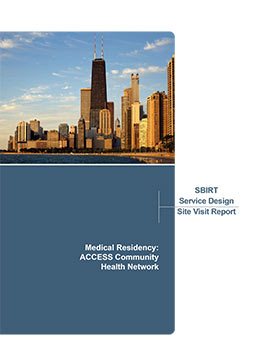 SBIRT
Service Design
Site Visit Report
Medical Residency:
ACCESS Community
Health Network